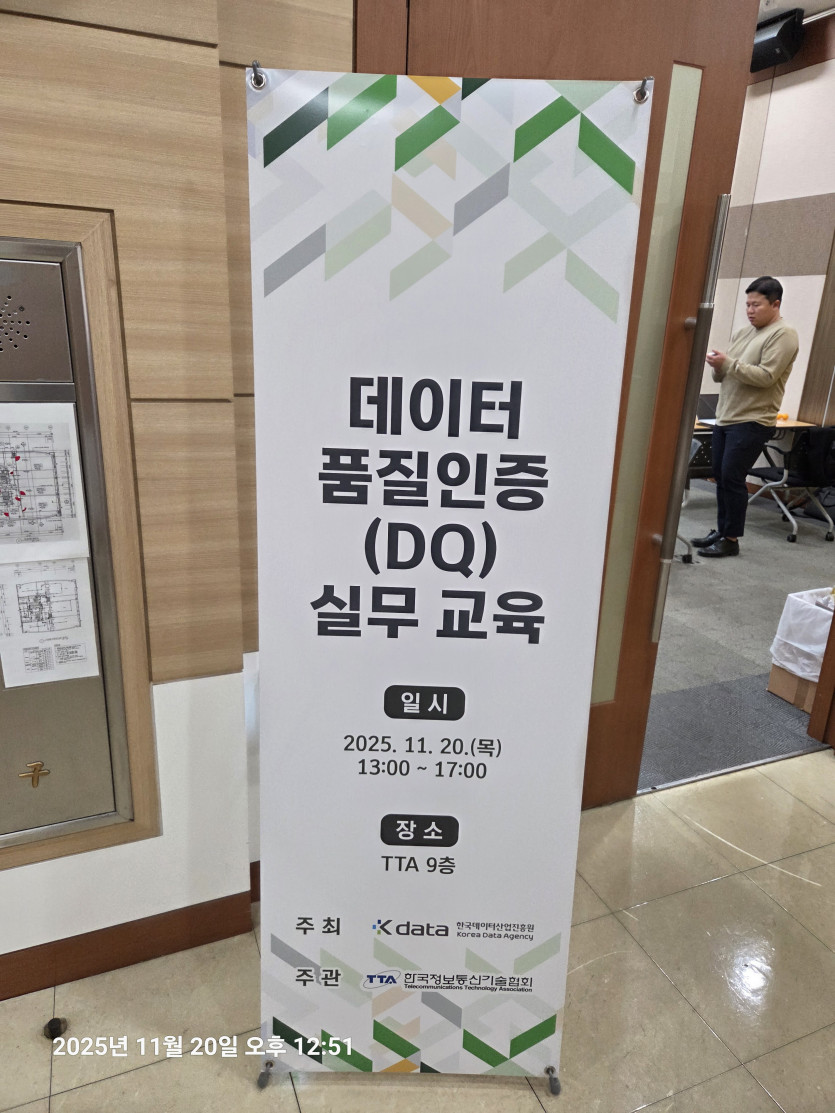 데이터
품질인증
(DQ)
실무 교육
일 시
2025. 11. 20.(목)
13:00 ~ 17:00
장 소
TTA 9층
주 최
K data 한국데이터산업진흥원
Korea Data Agency
주 관
TTA 한국정보통신기술협회
Telecommunications Technology Association
2025년 11월 20일 오후 12:51